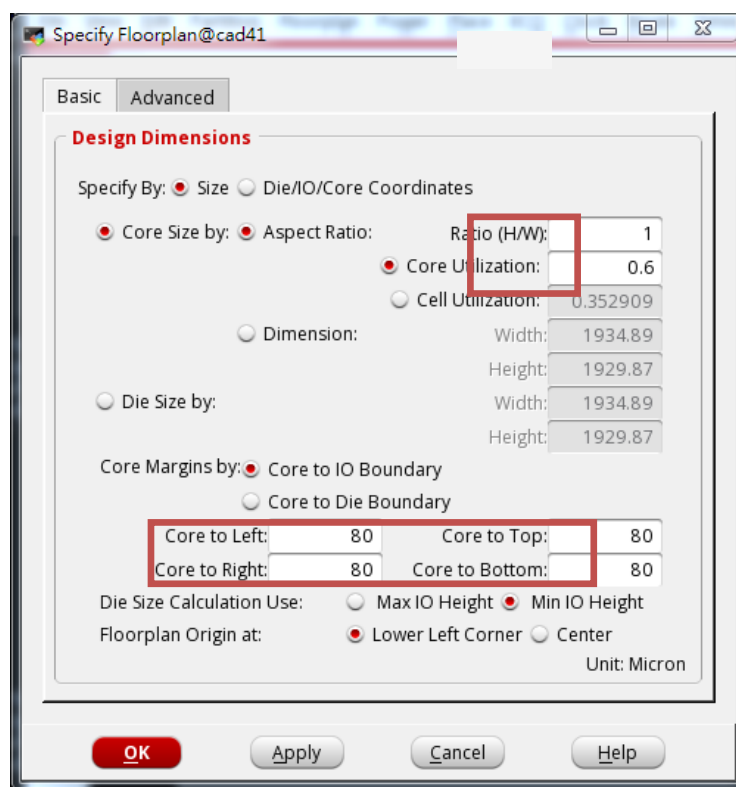 Specify Floorplan@cad41
Basic Advanced
Design Dimensions
Specify By: Size Die/IO/Core Coordinates
Core Size by: Aspect Ratio: Ratio (H/W): 1
Core Utilization: 0.6
Cell Utilization: 0.352909
Dimension: Width: 1934.89
Height: 1929.87
Die Size by: Width: 1934.89
Height: 1929.87
Core Margins by: Core to IO Boundary
Core to Die Boundary
Core to Left: 80 Core to Top: 80
Core to Right: 80 Core to Bottom: 80
Die Size Calculation Use: Max IO Height Min IO Height
Floorplan Origin at: Lower Left Corner Center
Unit: Micron
OK Apply Cancel Help